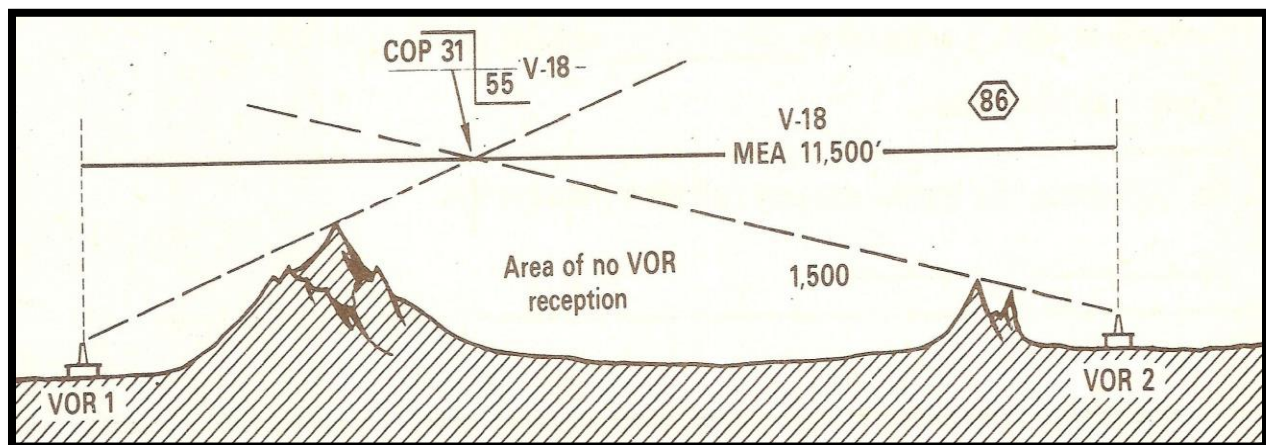 COP 31
55 V-18
86
V-18
MEA 11,500'
Area of no VOR
reception
1,500
VOR 1
VOR 2